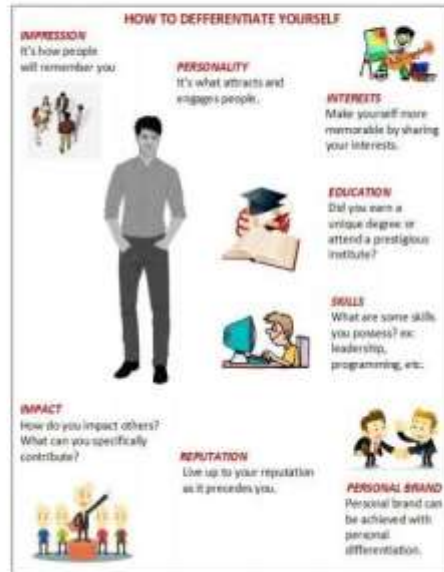 HOW TO DEFFERENTIATE YOURSELF
IMPRESSION
It's how people
will remember you
PERSONALITY
It's what attracts and
engages people.
INTERESTS
Make yourself more
memorable by sharing
your interests.
EDUCATION
Did you earn a
unique degree or
attend a prestigious
institute?
SKILLS
What are some skills
you possess? ex:
leadership,
programming, etc.
IMPACT
How do you impact others?
What can you specifically
contribute?
REPUTATION
Live up to your reputation
as it precedes you.
PERSONAL BRAND
Personal brand can
be achieved with
personal
differentiation.